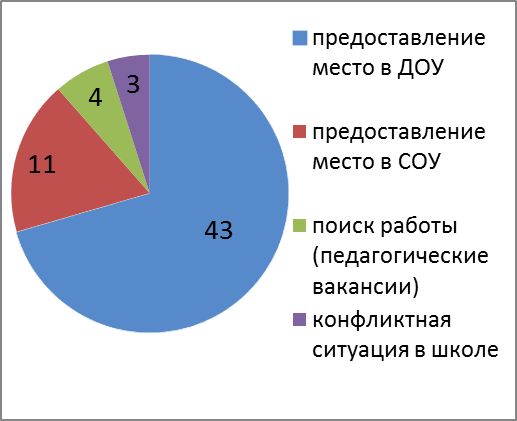 43
11
4
3
предоставление
место в ДОУ
предоставление
место в СОУ
поиск работы
(педагогические
вакансии)
конфликтная
ситуация в школе